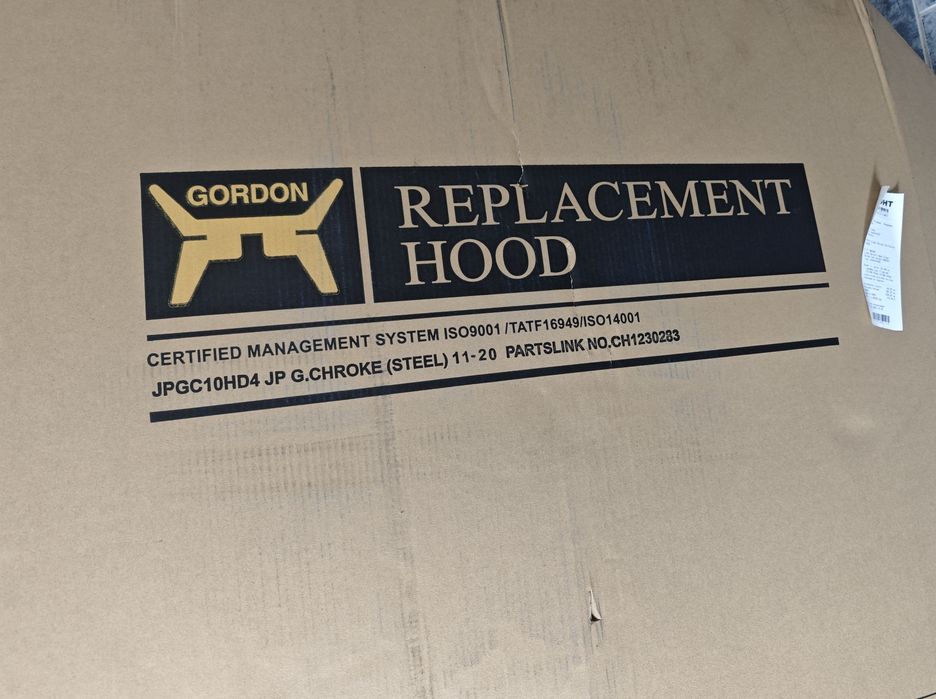 GORDON
REPLACEMENT
HOOD
CERTIFIED MANAGEMENT SYSTEM ISO9001 /TATF16949/ISO14001
JPGC10HD4 JP G.CHROKE (STEEL) 11-20 PARTSLINK NO.CH1230283